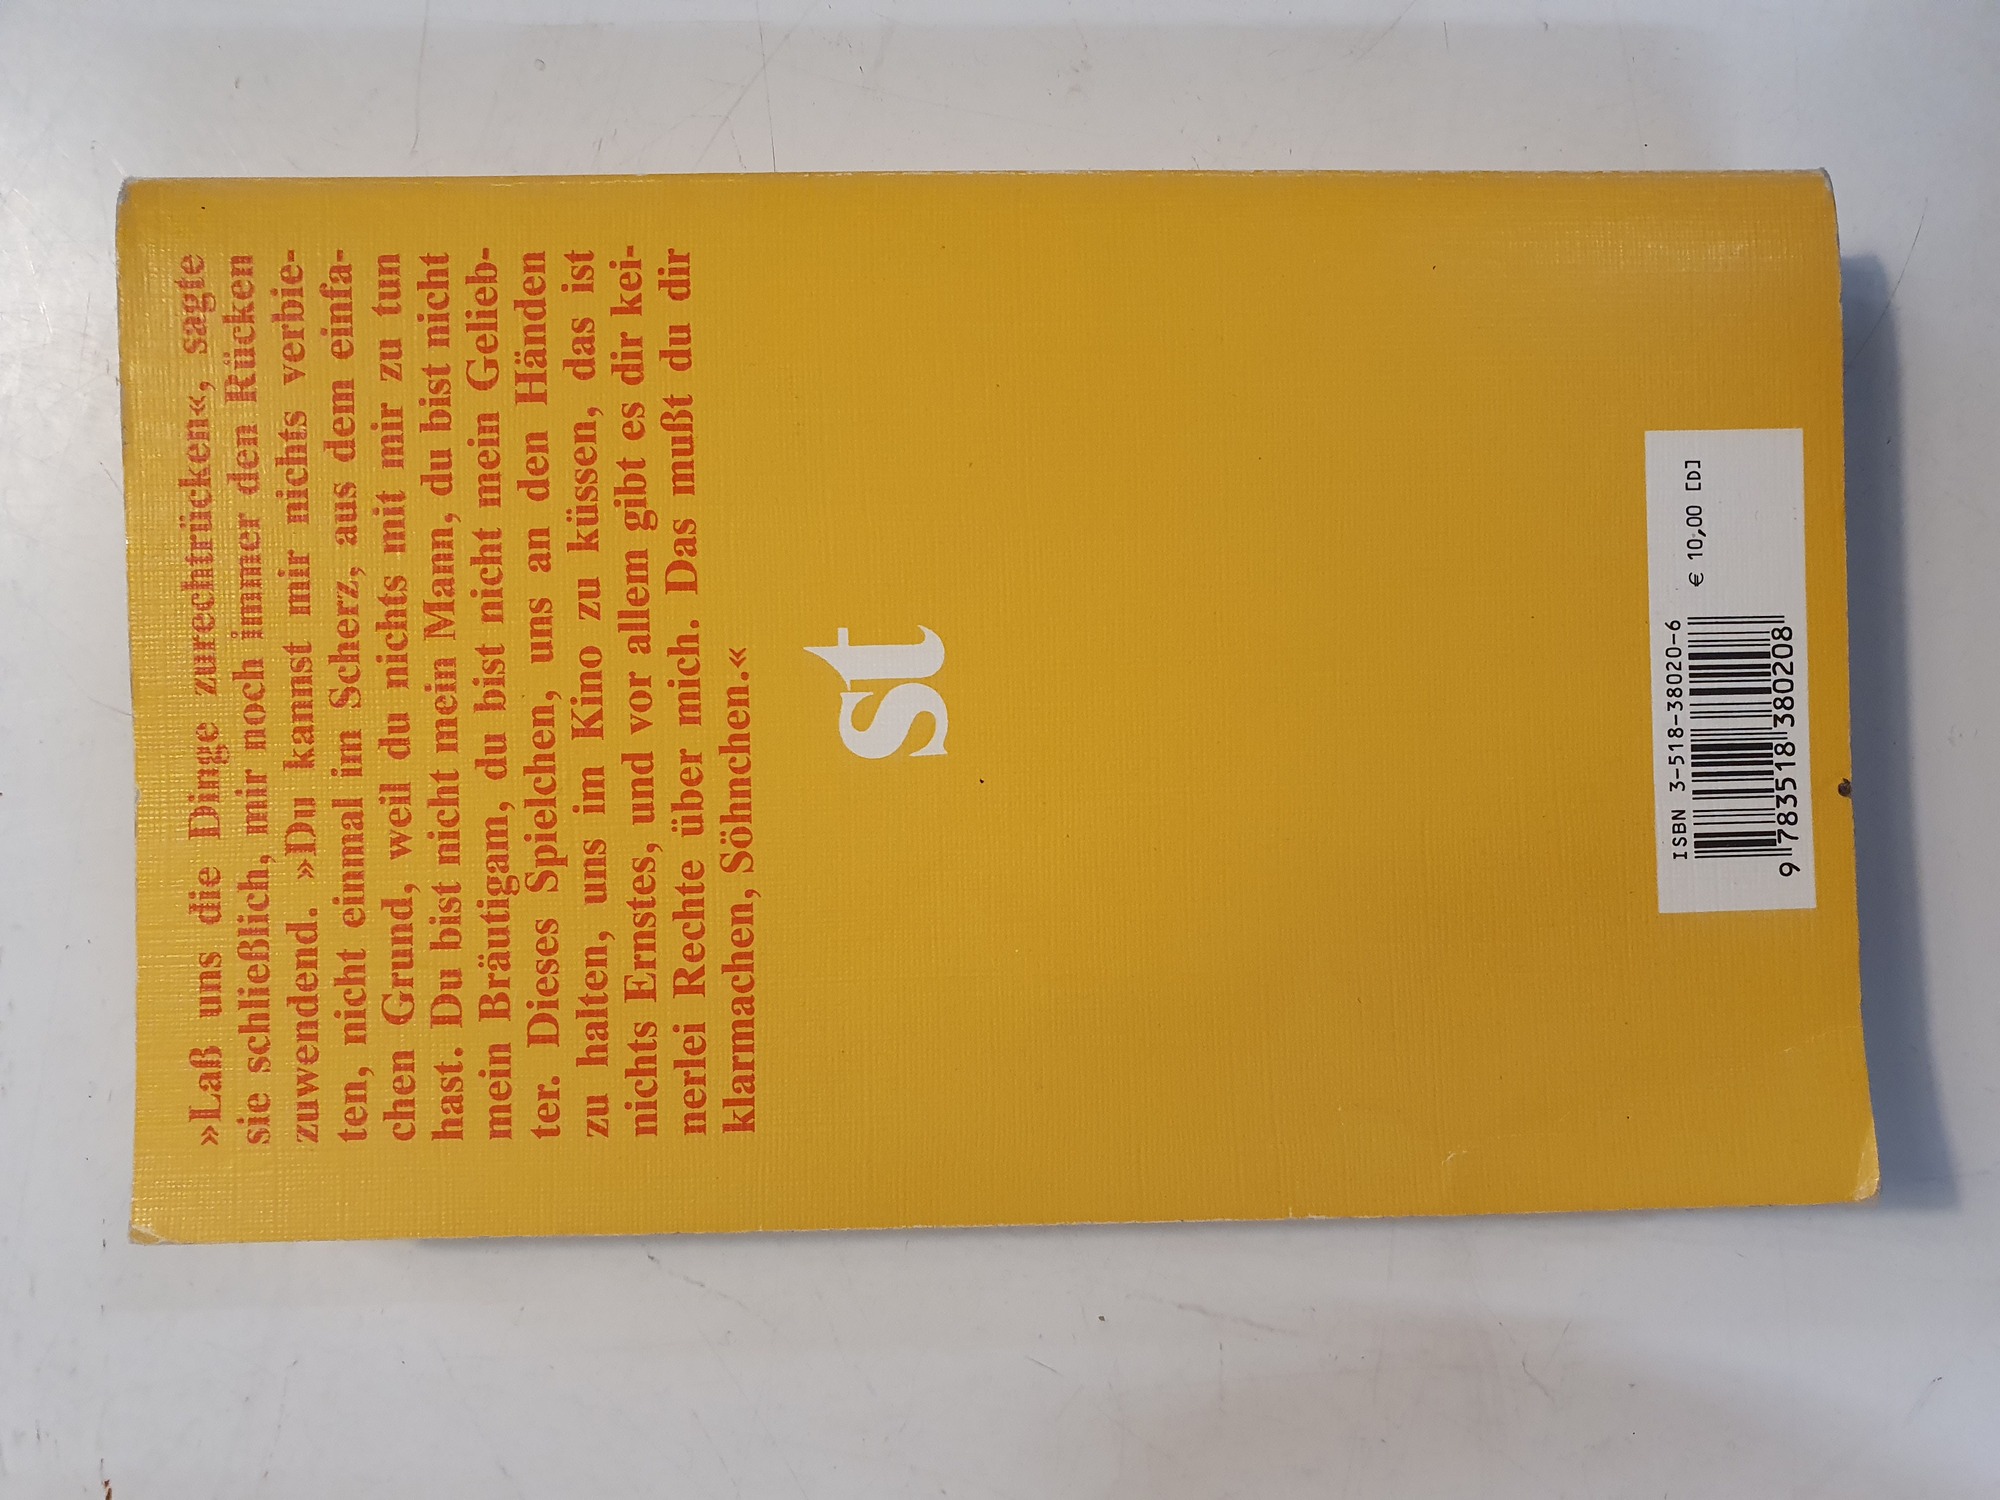 »Laß uns die Dinge zurechtrücken«, sagte
sie schließlich, mir noch immer den Rücken
zuwendend. »Du kannst mir nichts verbie-
ten, nicht einmal im Scherz, aus dem einfa-
chen Grund, weil du nichts mit mir zu tun
hast. Du bist nicht mein Mann, du bist nicht
mein Bräutigam, du bist nicht mein Gelieb-
ter. Dieses Spielchen, uns an den Händen
zu halten, uns im Kino zu küssen, das ist
nichts Ernstes, und vor allem gibt es dir kei-
nerlei Rechte über mich. Das mußt du dir
klarmachen, Söhnchen.«
st
ISBN 3-518-38020-6
€ 10,00 [D]
9 783518 380208